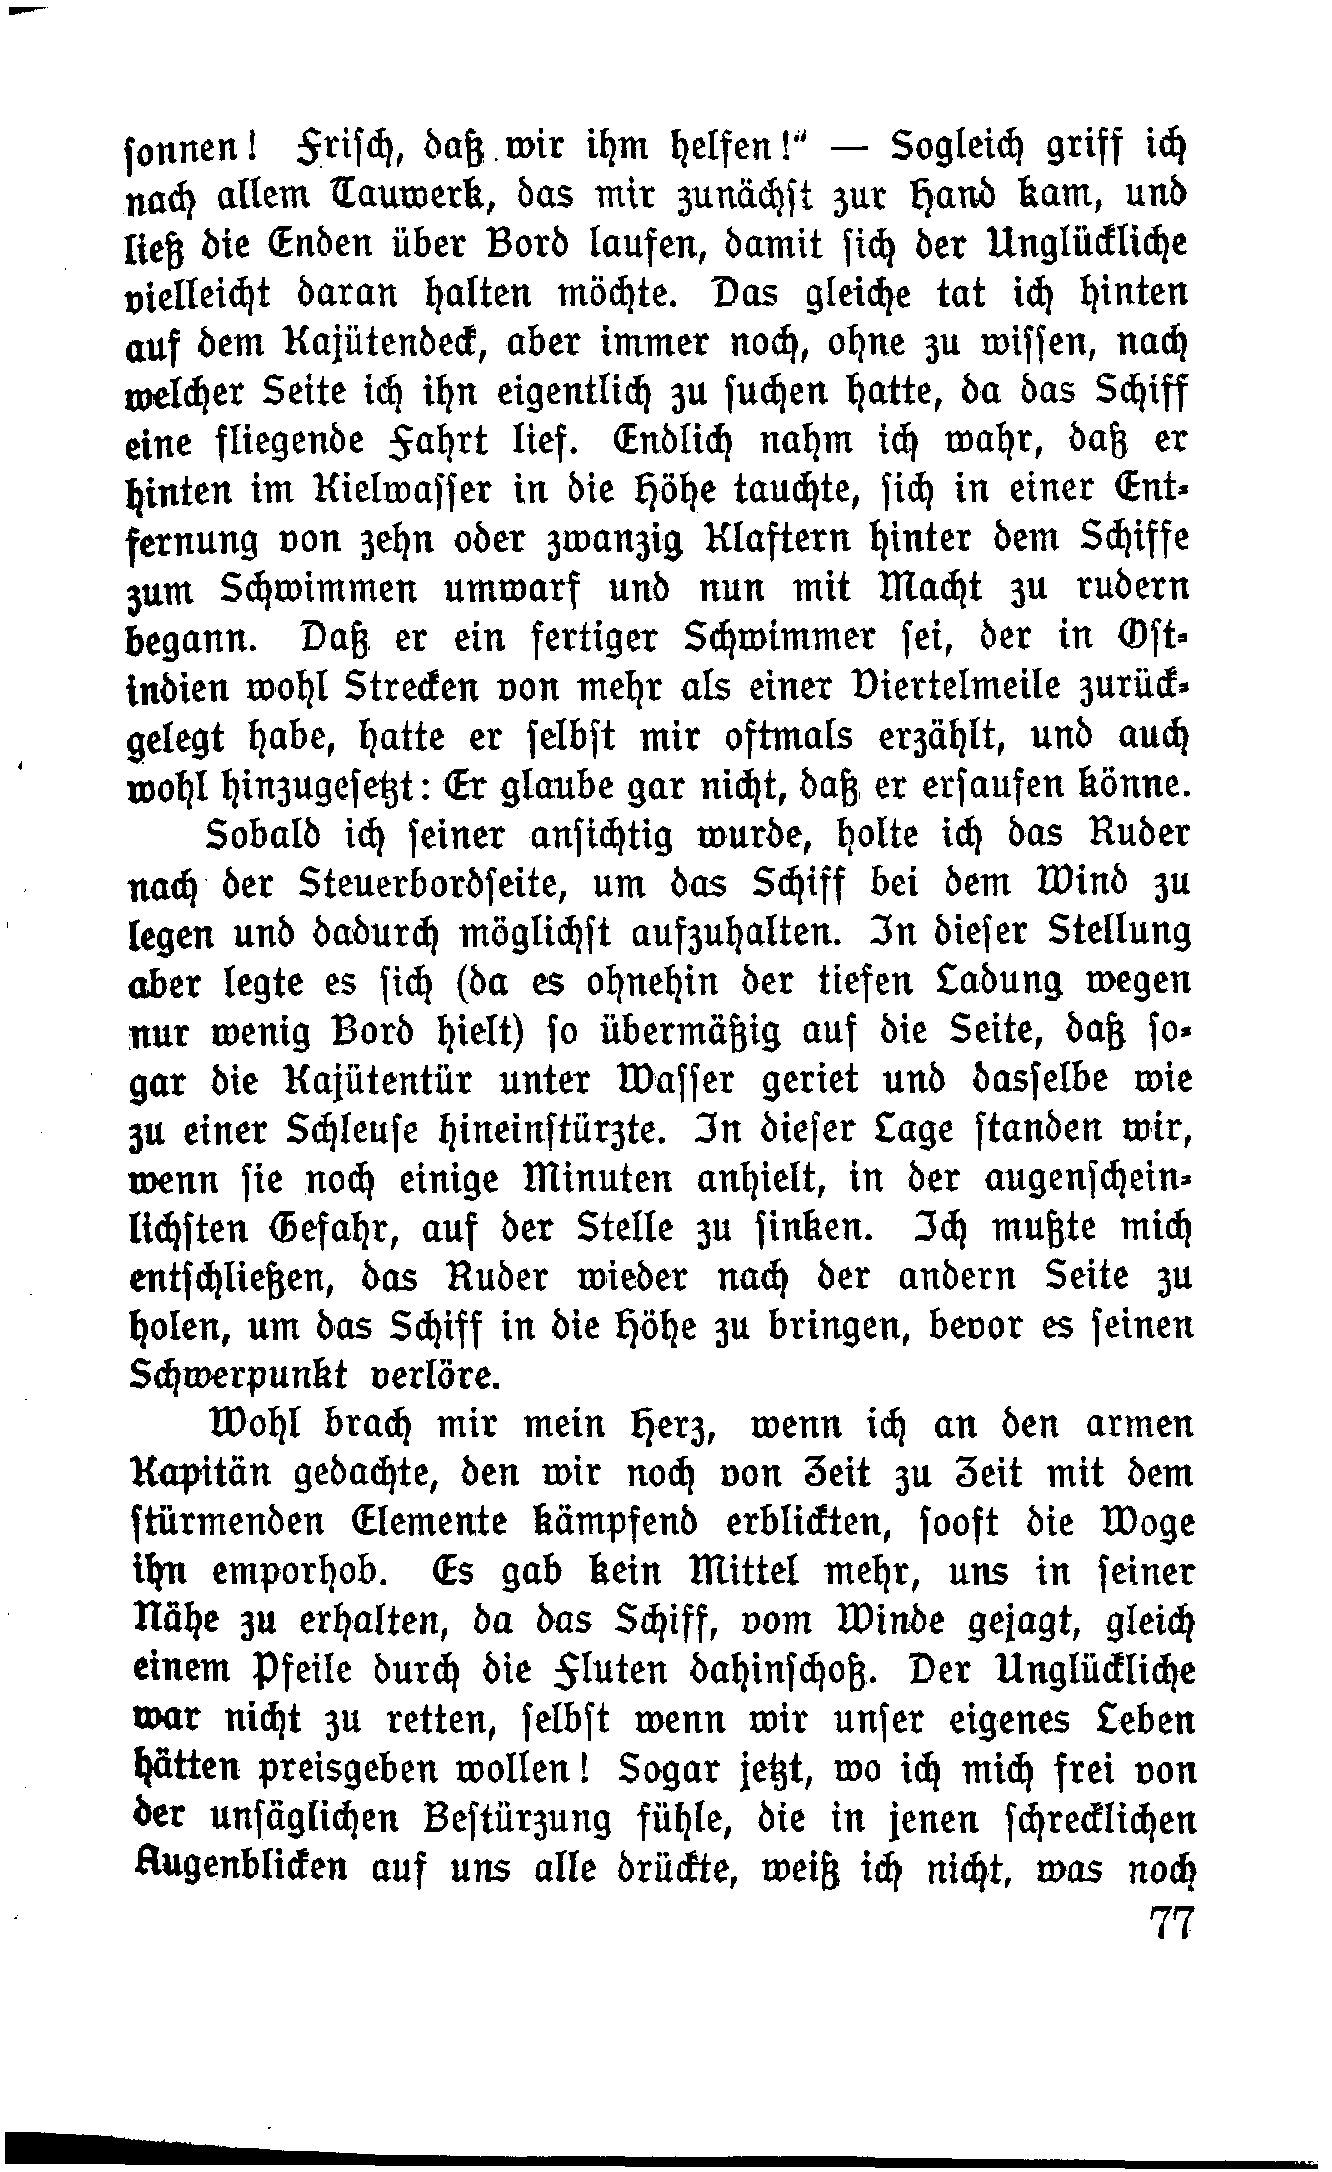 sonnen! Frisch, daß wir ihm helfen!" — Sogleich griff ich
nach allem Tauwerk, das mir zunächst zur Hand kam, und
ließ die Enden über Bord laufen, damit sich der Unglückliche
vielleicht daran halten möchte. Das gleiche tat ich hinten
auf dem Kajütendeck, aber immer noch, ohne zu wissen, nach
welcher Seite ich ihn eigentlich zu suchen hatte, da das Schiff
eine fliegende Fahrt lief. Endlich nahm ich wahr, daß er
hinten im Kielwasser in die Höhe tauchte, sich in einer Ent-
fernung von zehn oder zwanzig Klaftern hinter dem Schiffe
zum Schwimmen umwarf und nun mit Macht zu rudern
begann. Daß er ein fertiger Schwimmer sei, der in Ost-
indien wohl Strecken von mehr als einer Viertelmeile zurück-
gelegt habe, hatte er selbst mir oftmals erzählt, und auch
wohl hinzugesetzt: Er glaube gar nicht, daß er ersaufen könne.
Sobald ich seiner ansichtig wurde, holte ich das Ruder
nach der Steuerbordseite, um das Schiff bei dem Wind zu
legen und dadurch möglichst aufzuhalten. In dieser Stellung
aber legte es sich (da es ohnehin der tiefen Ladung wegen
nur wenig Bord hielt) so übermäßig auf die Seite, daß so-
gar die Kajütentür unter Wasser geriet und dasselbe wie
zu einer Schleuse hineinstürzte. In dieser Lage standen wir,
wenn sie noch einige Minuten anhielt, in der augenschein-
lichsten Gefahr, auf der Stelle zu sinken. Ich mußte mich
entschließen, das Ruder wieder nach der andern Seite zu
holen, um das Schiff in die Höhe zu bringen, bevor es seinen
Schwerpunkt verlöre.
Wohl brach mir mein Herz, wenn ich an den armen
Kapitän gedachte, den wir noch von Zeit zu Zeit mit dem
stürmenden Elemente kämpfend erblickten, sooft die Woge
ihn emporhob. Es gab kein Mittel mehr, uns in seiner
Nähe zu erhalten, da das Schiff, vom Winde gejagt, gleich
einem Pfeile durch die Fluten dahinschoß. Der Unglückliche
war nicht zu retten, selbst wenn wir unser eigenes Leben
hätten preisgeben wollen! Sogar jetzt, wo ich mich frei von
der unsäglichen Bestürzung fühle, die in jenen schrecklichen
Augenblicken auf uns alle drückte, weiß ich nicht, was noch
77